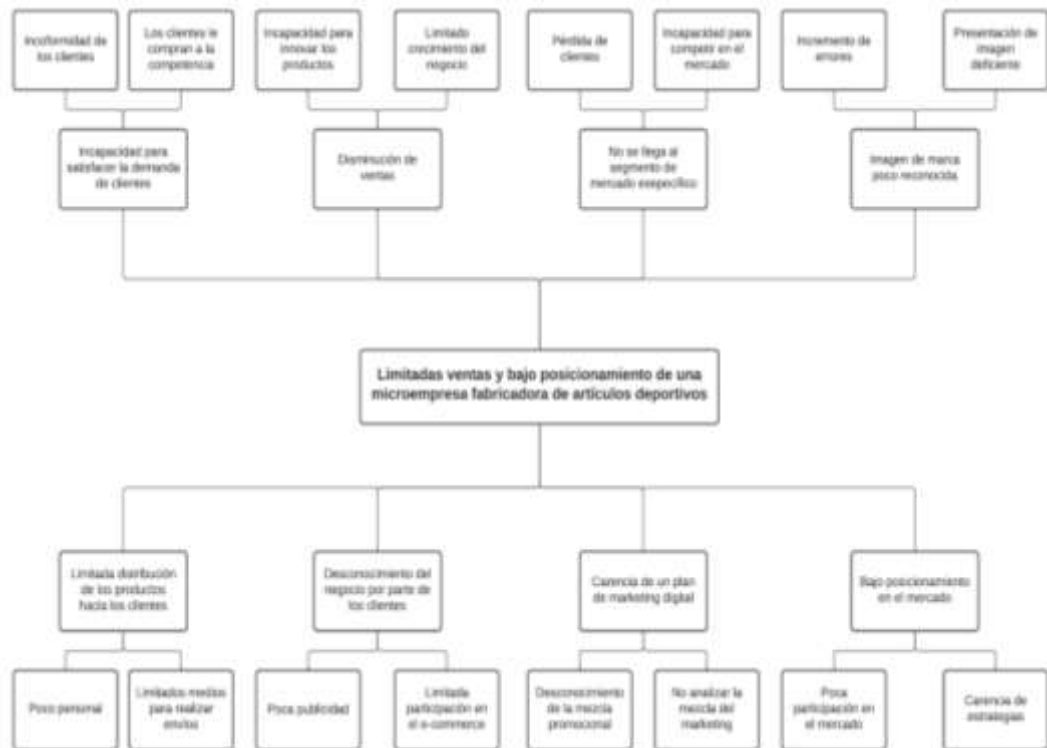 Incoformidad de
los clientes
Los clientes le
compran a la
competencia
Incapacidad para
innovar los
productos
Limitado
crecimiento del
negocio
Pérdida de
clientes
Incapacidad para
competir en el
mercado
Incremento de
errores
Presentación de
imagen
deficiente
Incapacidad para
satisfacer la demanda
de clientes
Disminución de
ventas
No se llega al
segmento de
mercado exepecífico
Imagen de marca
poco reconocida
Limitadas ventas y bajo posicionamiento de una
microempresa fabricadora de artículos deportivos
Limitada distribución
de los productos
hacia los clientes
Desconocimiento del
negocio por parte de
los clientes
Carencia de un plan
de marketing digital
Bajo posicionamiento
en el mercado
Poco personal
Limitados medios
para realizar
envíos
Poca publicidad
Limitada
participación en
el e-commerce
Desconocimiento
de la mezcla
promocional
No analizar la
mezcla del
marketing
Poca
participación en
el mercado
Carencia de
estrategias